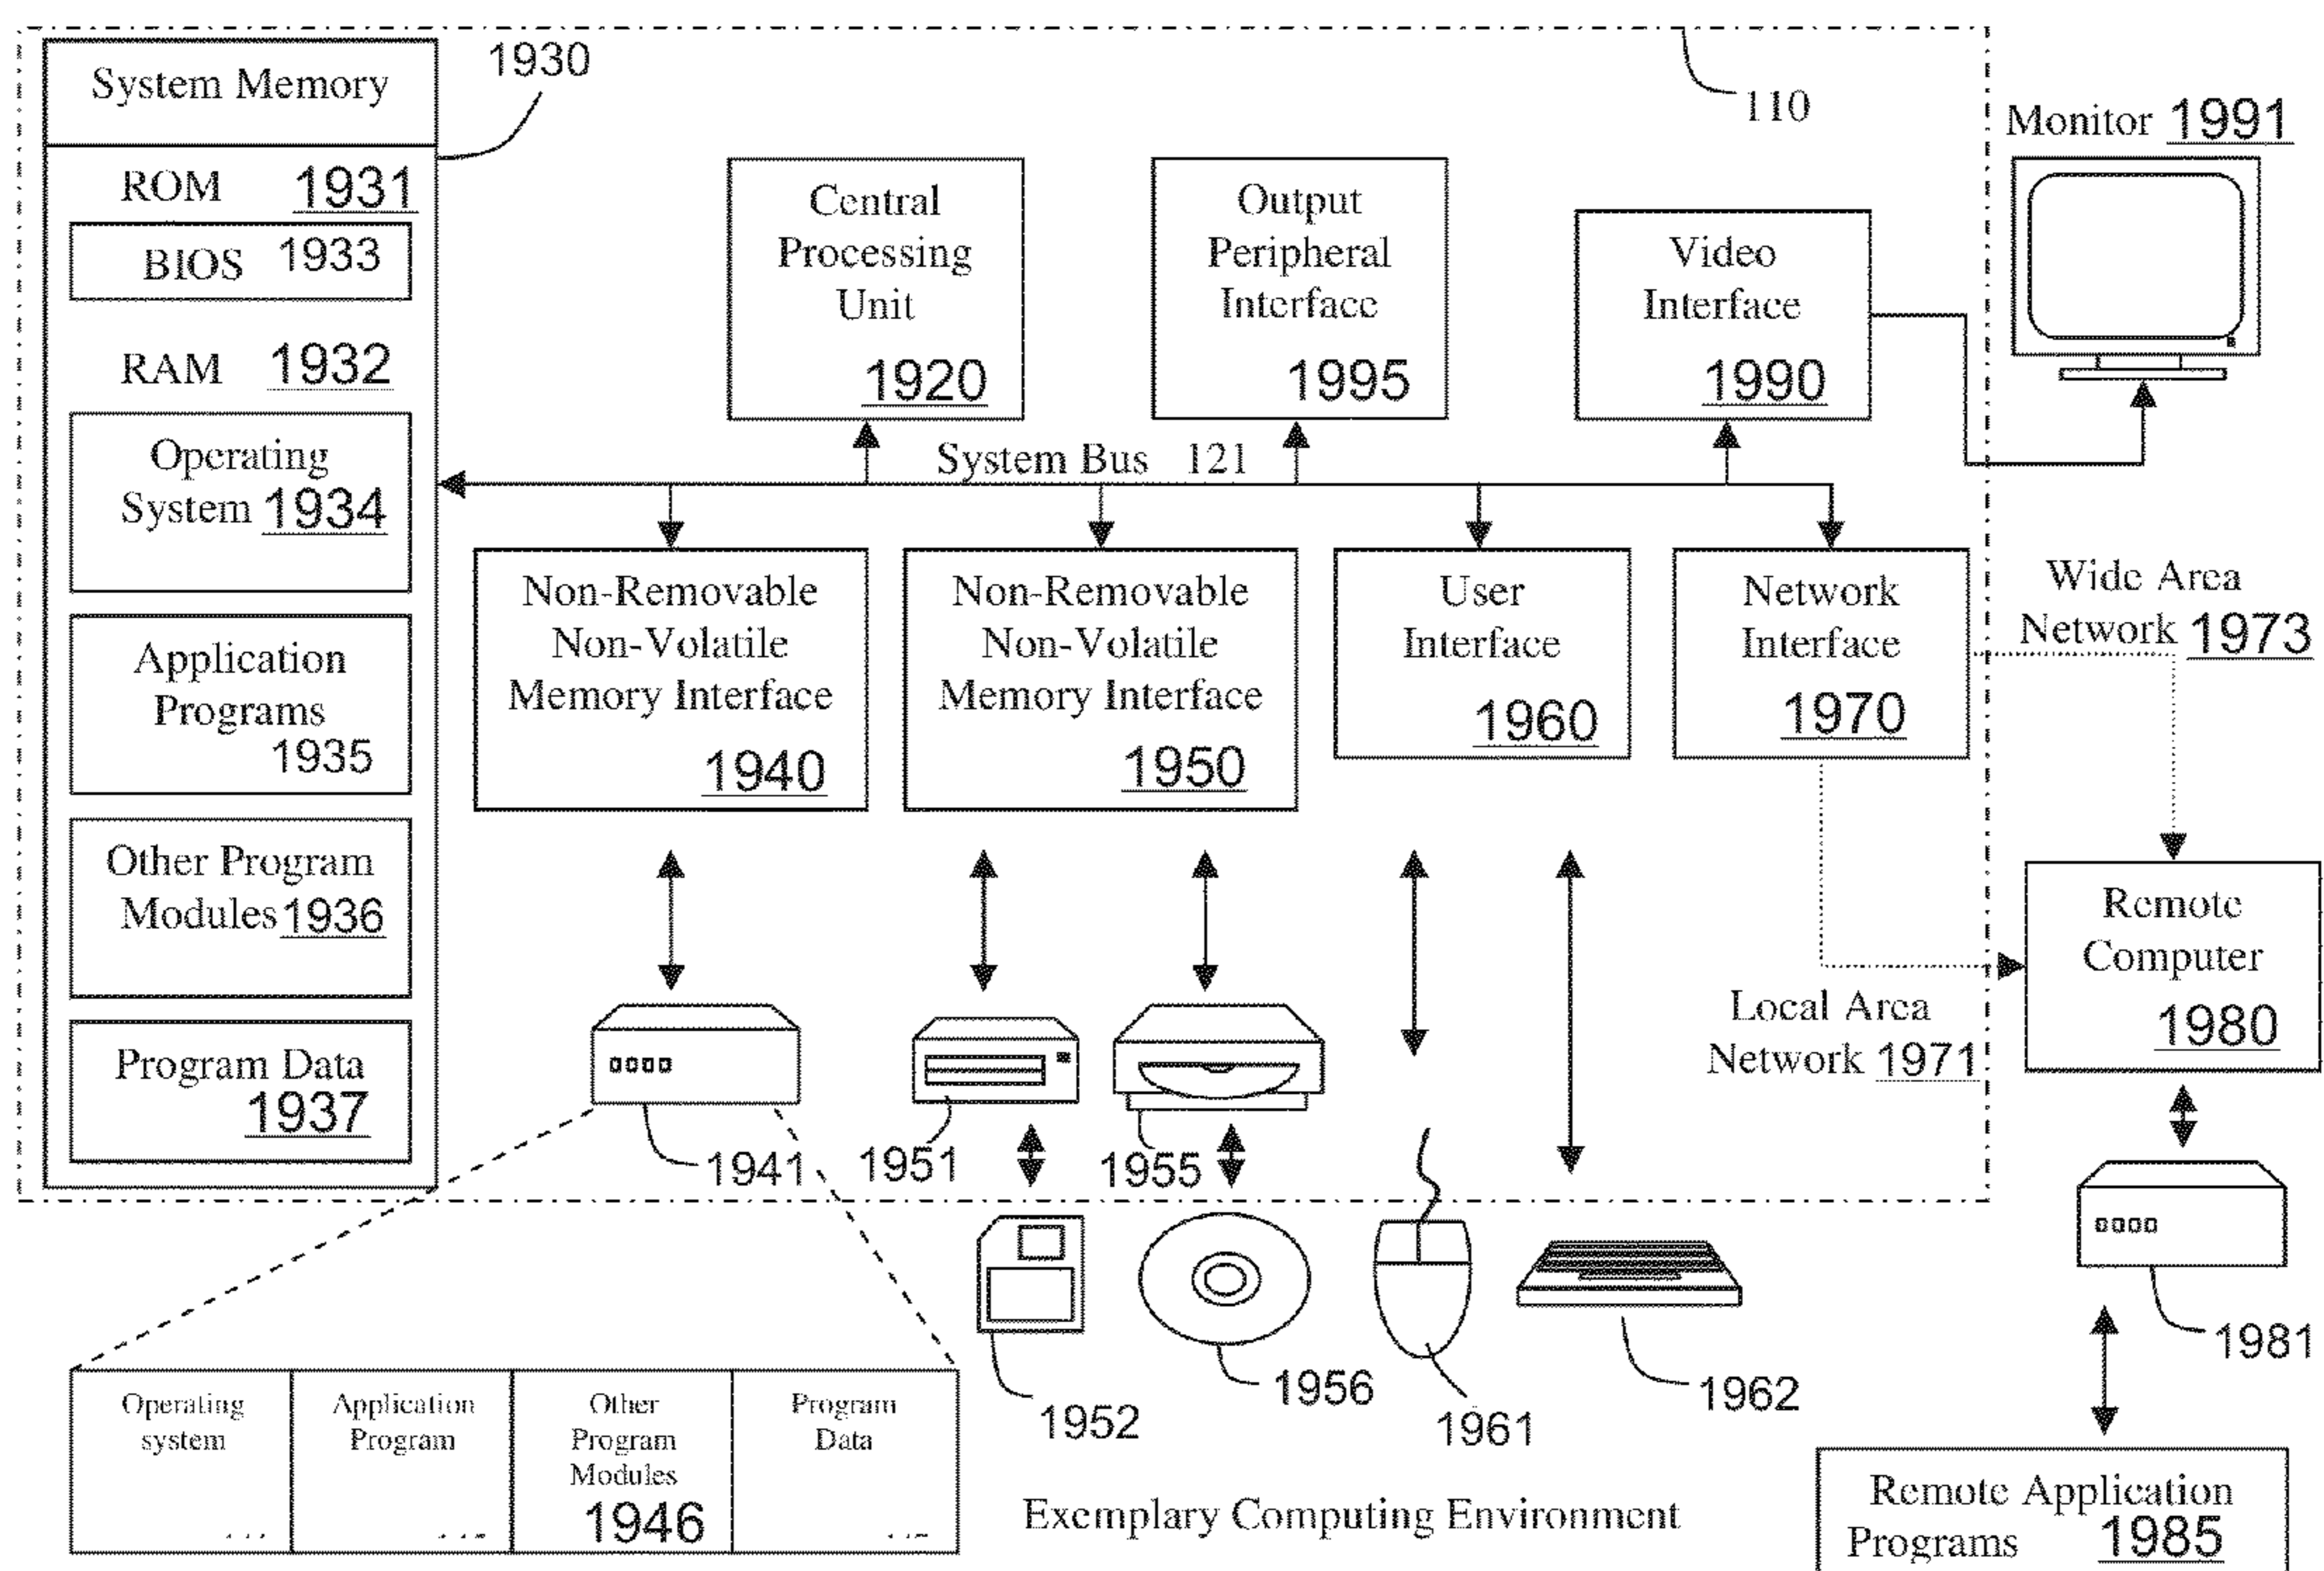 System Memory
1930
ROM 1931
BIOS 1933
RAM 1932
Operating
System 1934
Application
Programs
1935
Other Program
Modules 1936
Program Data
1937
110
Central
Processing
Unit
1920
Output
Peripheral
Interface
1995
Video
Interface
1990
Monitor 1991
System Bus 121
Non-Removable
Non-Volatile
Memory Interface
1940
Non-Removable
Non-Volatile
Memory Interface
1950
User
Interface
1960
Network
Interface
1970
Wide Area
Network 1973
Local Area
Network 1971
Remote
Computer
1980
1941
1951
1955
1952
1956
1961
1962
1981
Operating
system
Application
Program
Other
Program
Modules
1946
Program
Data
Exemplary Computing Environment
Remote Application
Programs 1985